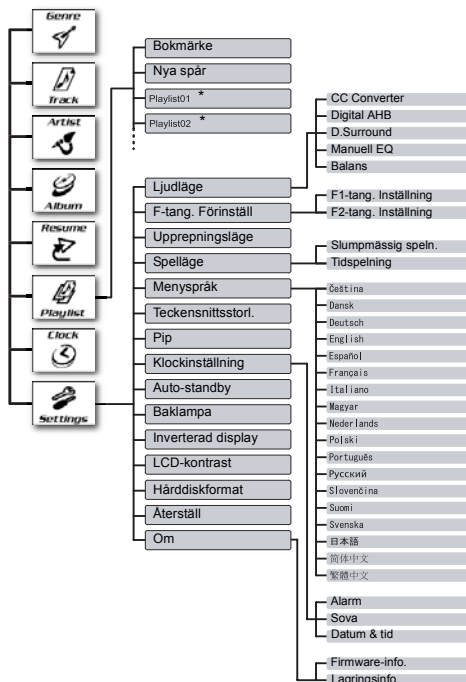 Genre
Track
Artist
Album
Resume
Playlist
Clock
Settings
Bokmärke
Nya spår
Playlist01 *
Playlist02 *
Ljudläge
F-tang. Förinställ
Upprepningsläge
Spelläge
Menyspråk
Teckensnittsstorl.
Pip
Klockinställning
Auto-standby
Baklampa
Inverterad display
LCD-kontrast
Hårddiskformat
Återställ
Om
CC Converter
Digital AHB
D.Surround
Manuell EQ
Balans
F1-tang. Inställning
F2-tang. Inställning
Slumpmässig speln.
Tidspelning
Čeština
Dansk
Deutsch
English
Español
Français
Italiano
Magyar
Nederlands
Polski
Português
Русский
Slovenčina
Suomi
Svenska
日本語
简体中文
繁體中文
Alarm
Sova
Datum & tid
Firmware-info.
Lagringsinfo.